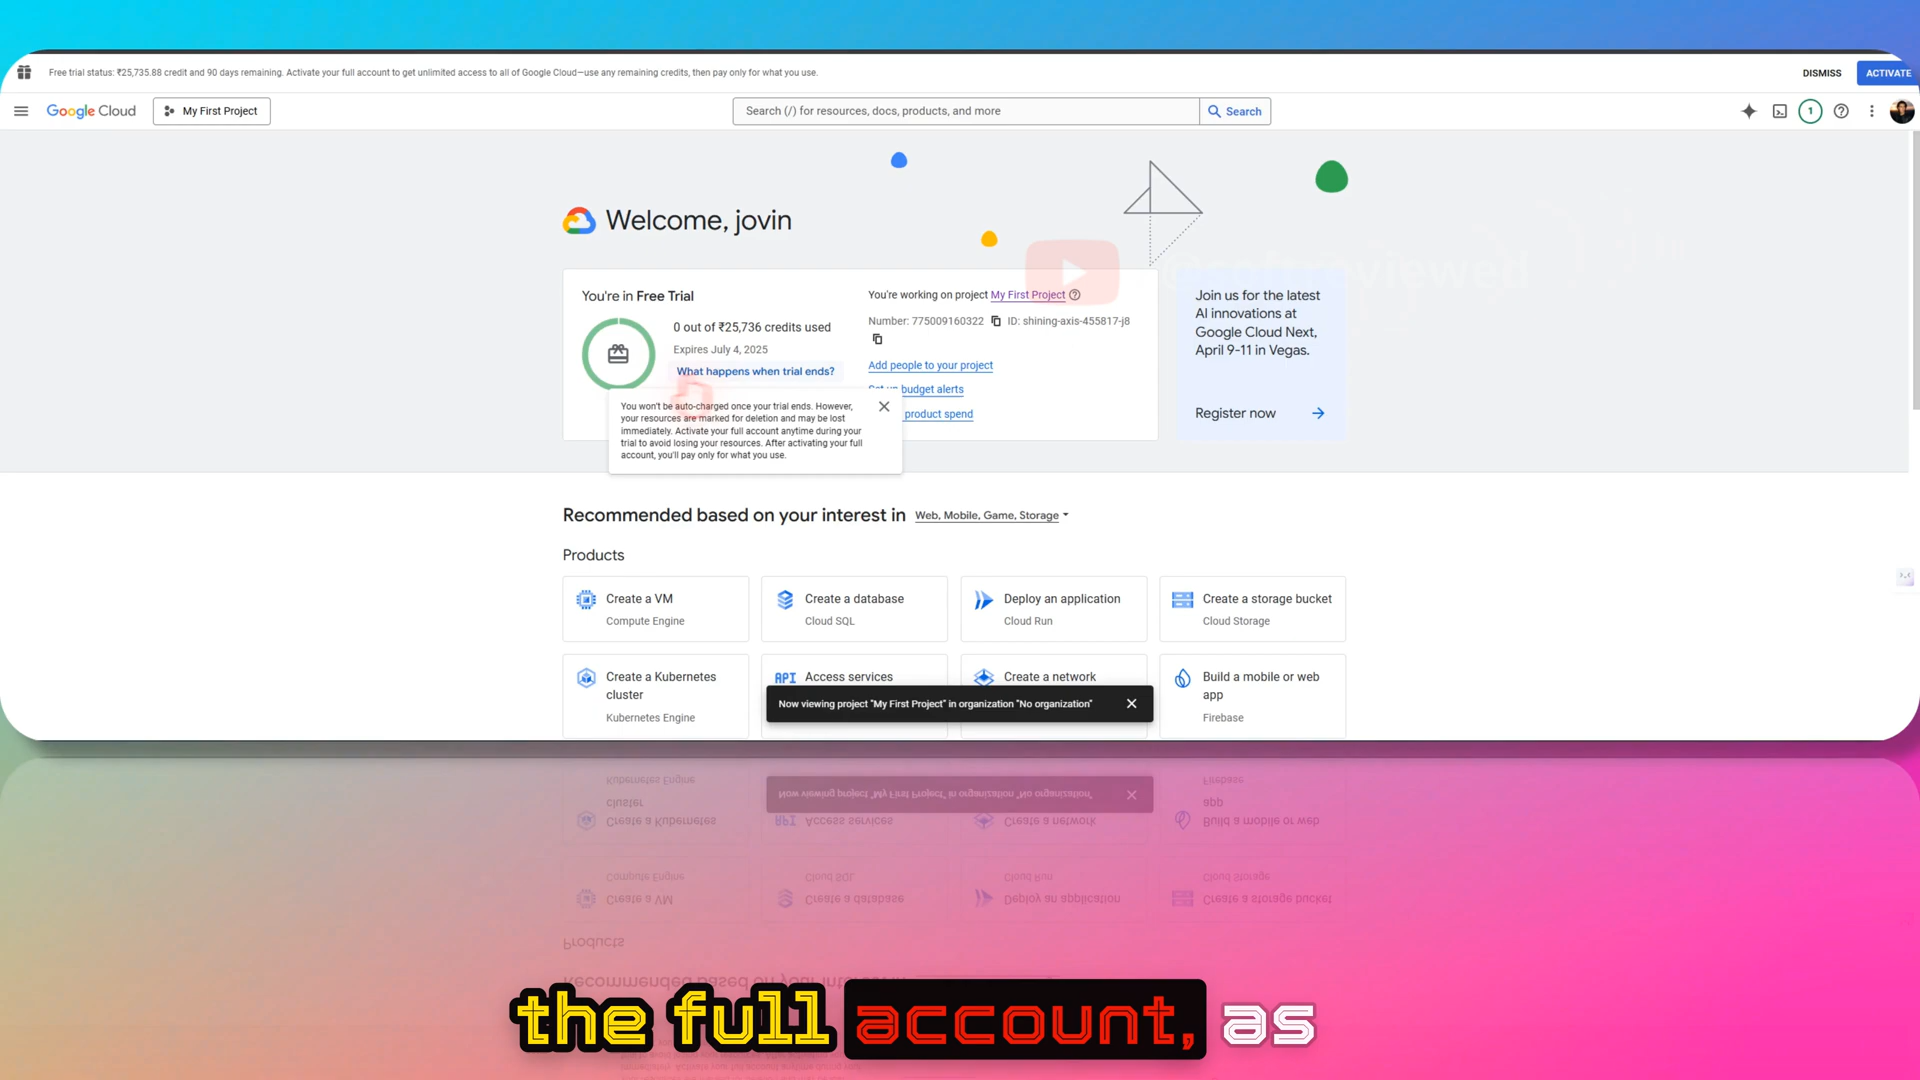 Free trial status: ₹25,735.88 credit and 90 days remaining. Activate your full account to get unlimited access to all of Google Cloud—use any remaining credits, then pay only for what you use.
DISMISS
ACTIVATE
Google Cloud
My First Project
Search (/) for resources, docs, products, and more
Search
1
Welcome, jovin
You're in Free Trial
0 out of ₹25,736 credits used
Expires July 4, 2025
What happens when trial ends?
You won't be auto-charged once your trial ends. However,
your resources are marked for deletion and may be lost
immediately. Activate your full account anytime during your
trial to avoid losing your resources. After activating your full
account, you'll pay only for what you use.
You're working on project My First Project
Number: 775009160322 ID: shining-axis-455817-j8
Add people to your project
budget alerts
product spend
Join us for the latest
AI innovations at
Google Cloud Next,
April 9-11 in Vegas.
Register now
Recommended based on your interest in Web, Mobile, Game, Storage
Products
Create a VM
Compute Engine
Create a database
Cloud SQL
Deploy an application
Cloud Run
Create a storage bucket
Cloud Storage
Create a Kubernetes
cluster
Kubernetes Engine
API Access services
Create a network
Build a mobile or web
app
Firebase
Now viewing project "My First Project" in organization "No organization"
the full account, as